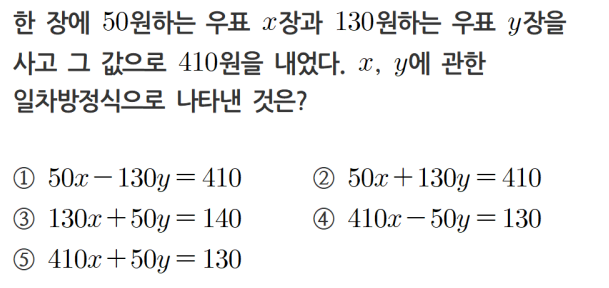 한 장에 50원하는 우표 x장과 130원하는 우표 y장을
사고 그 값으로 410원을 내었다. x, y에 관한
일차방정식으로 나타낸 것은?
① 50x－130y＝410 ② 50x＋130y＝410
③ 130x＋50y＝140 ④ 410x－50y＝130
⑤ 410x＋50y＝130